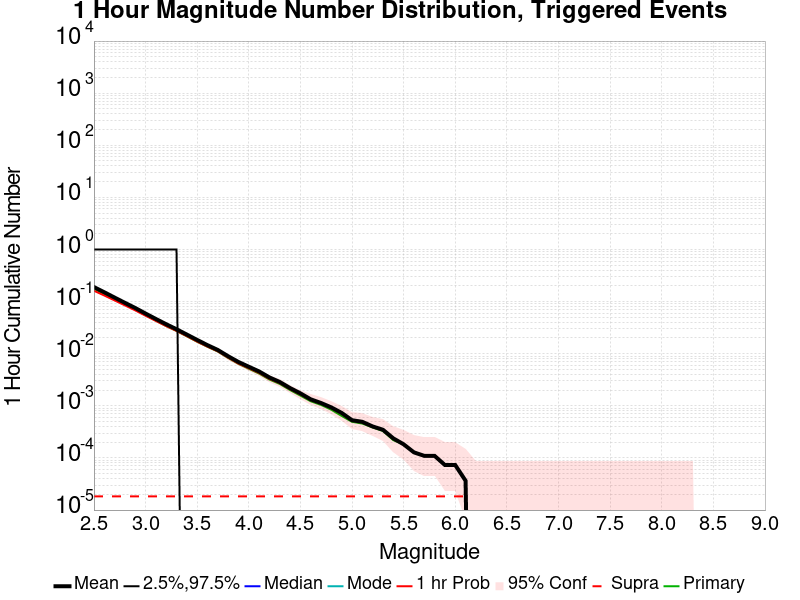 1 Hour Magnitude Number Distribution, Triggered Events
1 Hour Cumulative Number
10^4
10^3
10^2
10^1
10^0
10^-1
10^-2
10^-3
10^-4
10^-5
2.5 3.0 3.5 4.0 4.5 5.0 5.5 6.0 6.5 7.0 7.5 8.0 8.5 9.0
Magnitude
Mean 2.5%,97.5% Median Mode 1 hr Prob 95% Conf Supra Primary